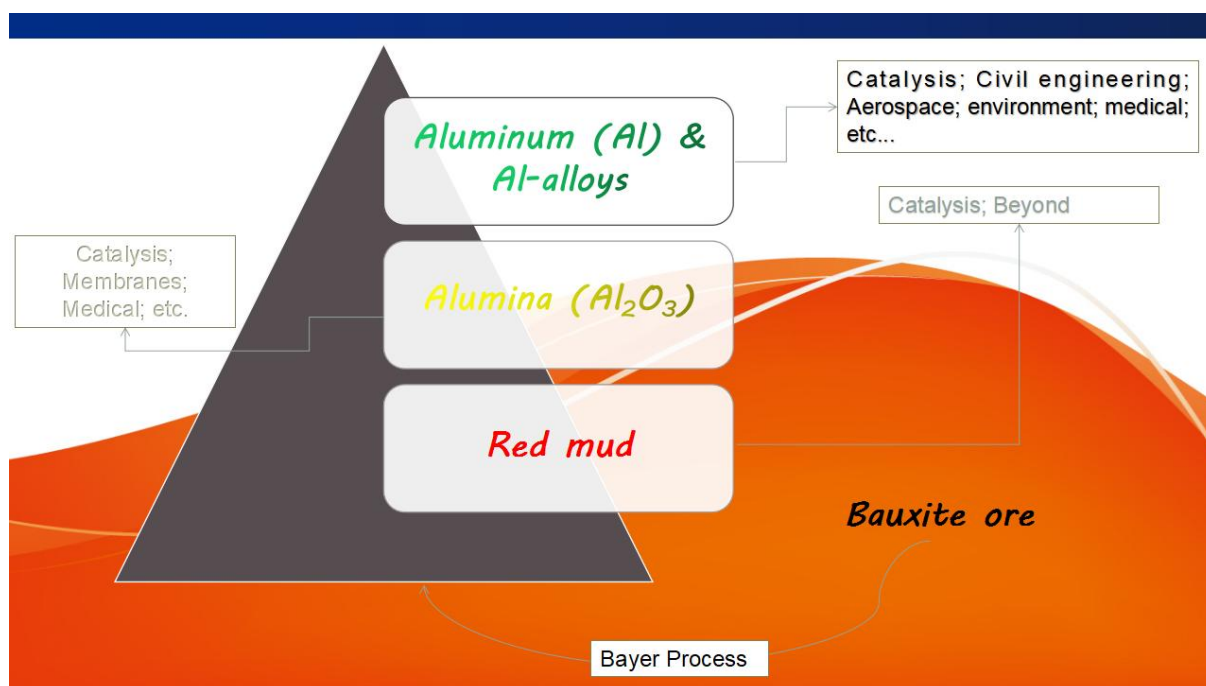 Aluminum (Al) &
Al-alloys
Catalysis; Civil engineering;
Aerospace; environment; medical;
etc...
Catalysis; Beyond
Catalysis;
Membranes;
Medical; etc.
Alumina (Al₂O₃)
Red mud
Bauxite ore
Bayer Process